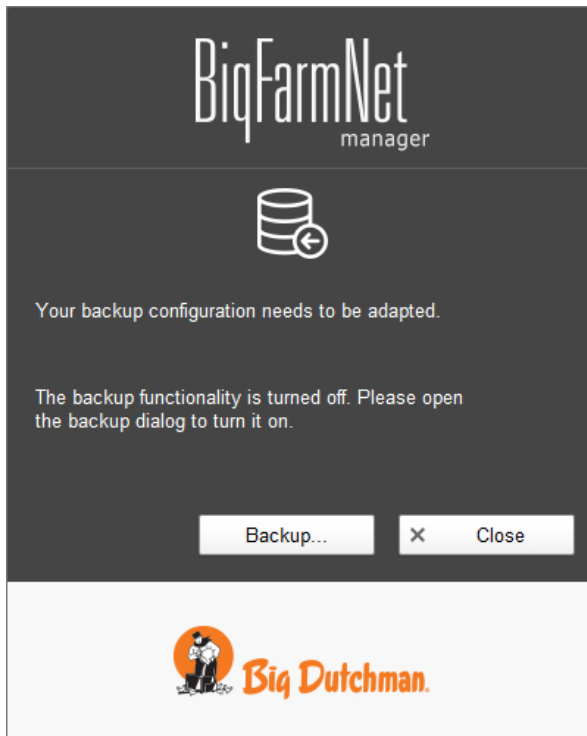 BigFarmNet
manager
Your backup configuration needs to be adapted.
The backup functionality is turned off. Please open
the backup dialog to turn it on.
Backup...
Close
Big Dutchman.